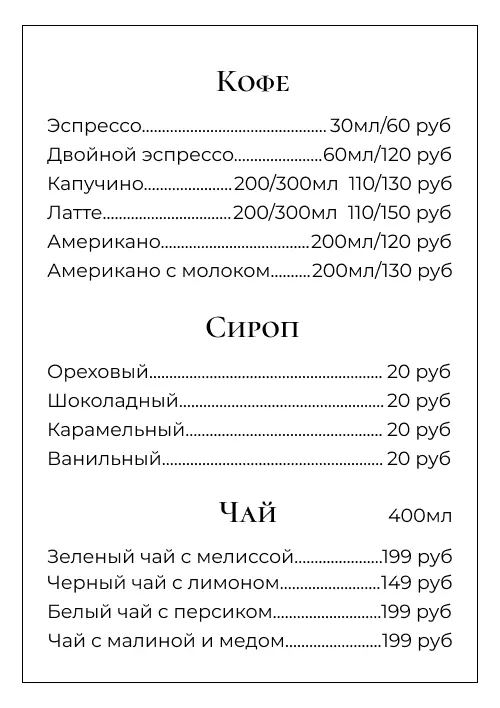 Кофе
Эспрессо.............................................. 30мл/60 руб
Двойной эспрессо......................60мл/120 руб
Капучино......................200/300мл 110/130 руб
Латте................................200/300мл 110/150 руб
Американо.....................................200мл/120 руб
Американо с молоком..........200мл/130 руб
Сироп
Ореховый.......................................................... 20 руб
Шоколадный................................................... 20 руб
Карамельный................................................. 20 руб
Ванильный....................................................... 20 руб
Чай 400мл
Зеленый чай с мелиссой......................199 руб
Черный чай с лимоном.........................149 руб
Белый чай с персиком...........................199 руб
Чай с малиной и медом........................199 руб